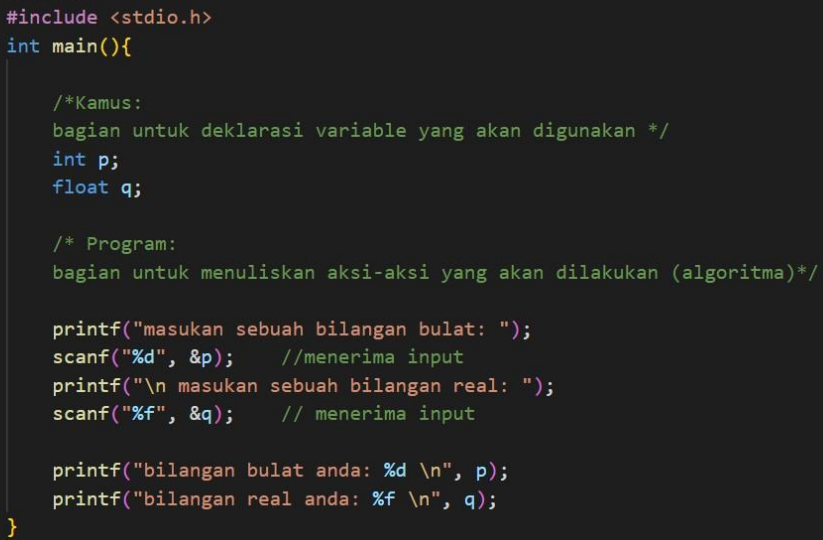 #include <stdio.h>
int main(){
/*Kamus:
bagian untuk deklarasi variable yang akan digunakan */
int p;
float q;
/* Program:
bagian untuk menuliskan aksi-aksi yang akan dilakukan (algoritma)*/
printf("masukan sebuah bilangan bulat: ");
scanf("%d", &p);    //menerima input
printf("\n masukan sebuah bilangan real: ");
scanf("%f", &q);    // menerima input
printf("bilangan bulat anda: %d \n", p);
printf("bilangan real anda: %f \n", q);
}